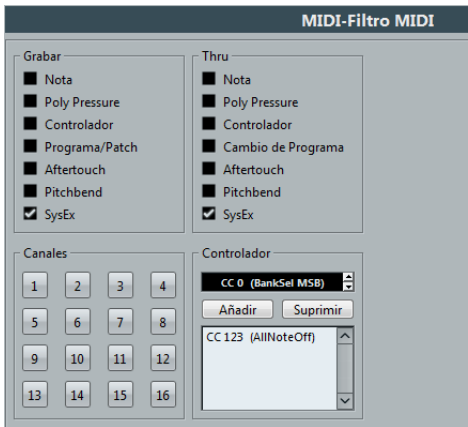 MIDI-Filtro MIDI
Grabar
Nota
Poly Pressure
Controlador
Programa/Patch
Aftertouch
Pitchbend
SysEx
Thru
Nota
Poly Pressure
Controlador
Cambio de Programa
Aftertouch
Pitchbend
SysEx
Canales
1 2 3 4
5 6 7 8
9 10 11 12
13 14 15 16
Controlador
CC 0 (BankSel MSB)
Añadir Suprimir
CC 123 (AllNoteOff)